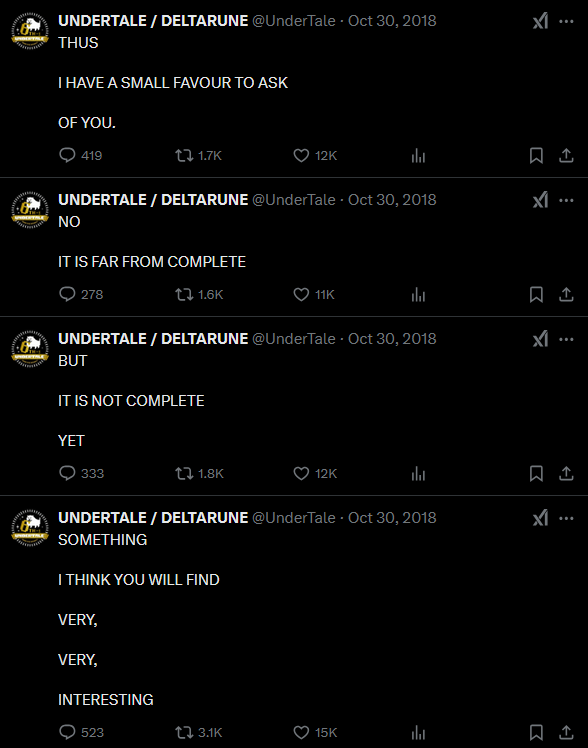 UNDERTALE / DELTARUNE @UnderTale · Oct 30, 2018
THUS
I HAVE A SMALL FAVOUR TO ASK
OF YOU.
419 1.7K 12K
UNDERTALE / DELTARUNE @UnderTale · Oct 30, 2018
NO
IT IS FAR FROM COMPLETE
278 1.6K 11K
UNDERTALE / DELTARUNE @UnderTale · Oct 30, 2018
BUT
IT IS NOT COMPLETE
YET
333 1.8K 12K
UNDERTALE / DELTARUNE @UnderTale · Oct 30, 2018
SOMETHING
I THINK YOU WILL FIND
VERY,
VERY,
INTERESTING
523 3.1K 15K